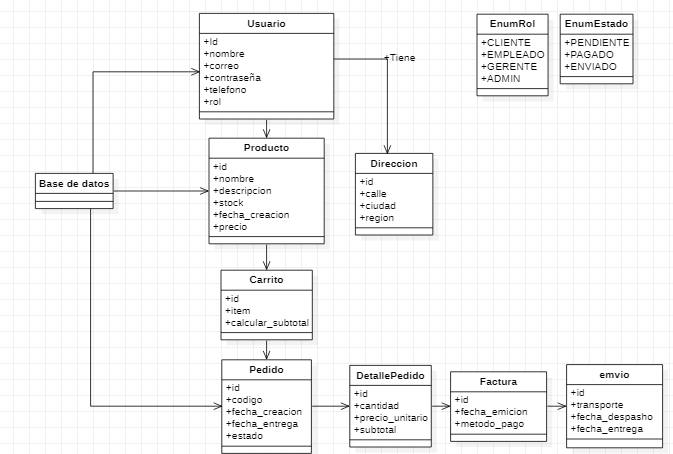 Usuario
+Id
+nombre
+correo
+contraseña
+telefono
+rol
+Tiene
EnumRol
+CLIENTE
+EMPLEADO
+GERENTE
+ADMIN
EnumEstado
+PENDIENTE
+PAGADO
+ENVIADO
Base de datos
Producto
+id
+nombre
+descripcion
+stock
+fecha_creacion
+precio
Direccion
+id
+calle
+ciudad
+region
Carrito
+id
+item
+calcular_subtotal
Pedido
+id
+codigo
+fecha_creacion
+fecha_entrega
+estado
DetallePedido
+id
+cantidad
+precio_unitario
+subtotal
Factura
+id
+fecha_emicion
+metodo_pago
emvio
+id
+transporte
+fecha_despasho
+fecha_entrega